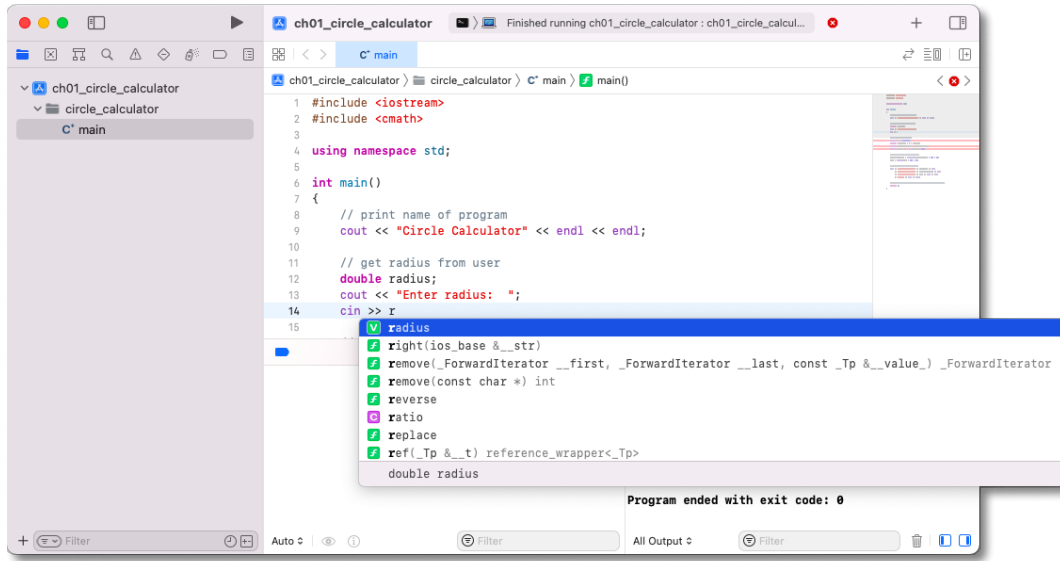 ch01_circle_calculator
Finished running ch01_circle_calculator : ch01_circle_calcul...
C⁺ main
ch01_circle_calculator
circle_calculator
C⁺ main
ch01_circle_calculator 〉 circle_calculator 〉 C⁺ main 〉 main()
1 #include <iostream>
2 #include <cmath>
3
4 using namespace std;
5
6 int main()
7 {
8 // print name of program
9 cout << "Circle Calculator" << endl << endl;
10
11 // get radius from user
12 double radius;
13 cout << "Enter radius:  ";
14 cin >> r
15
V radius
f right(ios_base &__str)
f remove(_ForwardIterator __first, _ForwardIterator __last, const _Tp &__value_) _ForwardIterator
f remove(const char *) int
f reverse
C ratio
f replace
f ref(_Tp &__t) reference_wrapper<_Tp>
double radius
Program ended with exit code: 0
Filter
Auto
Filter
All Output
Filter